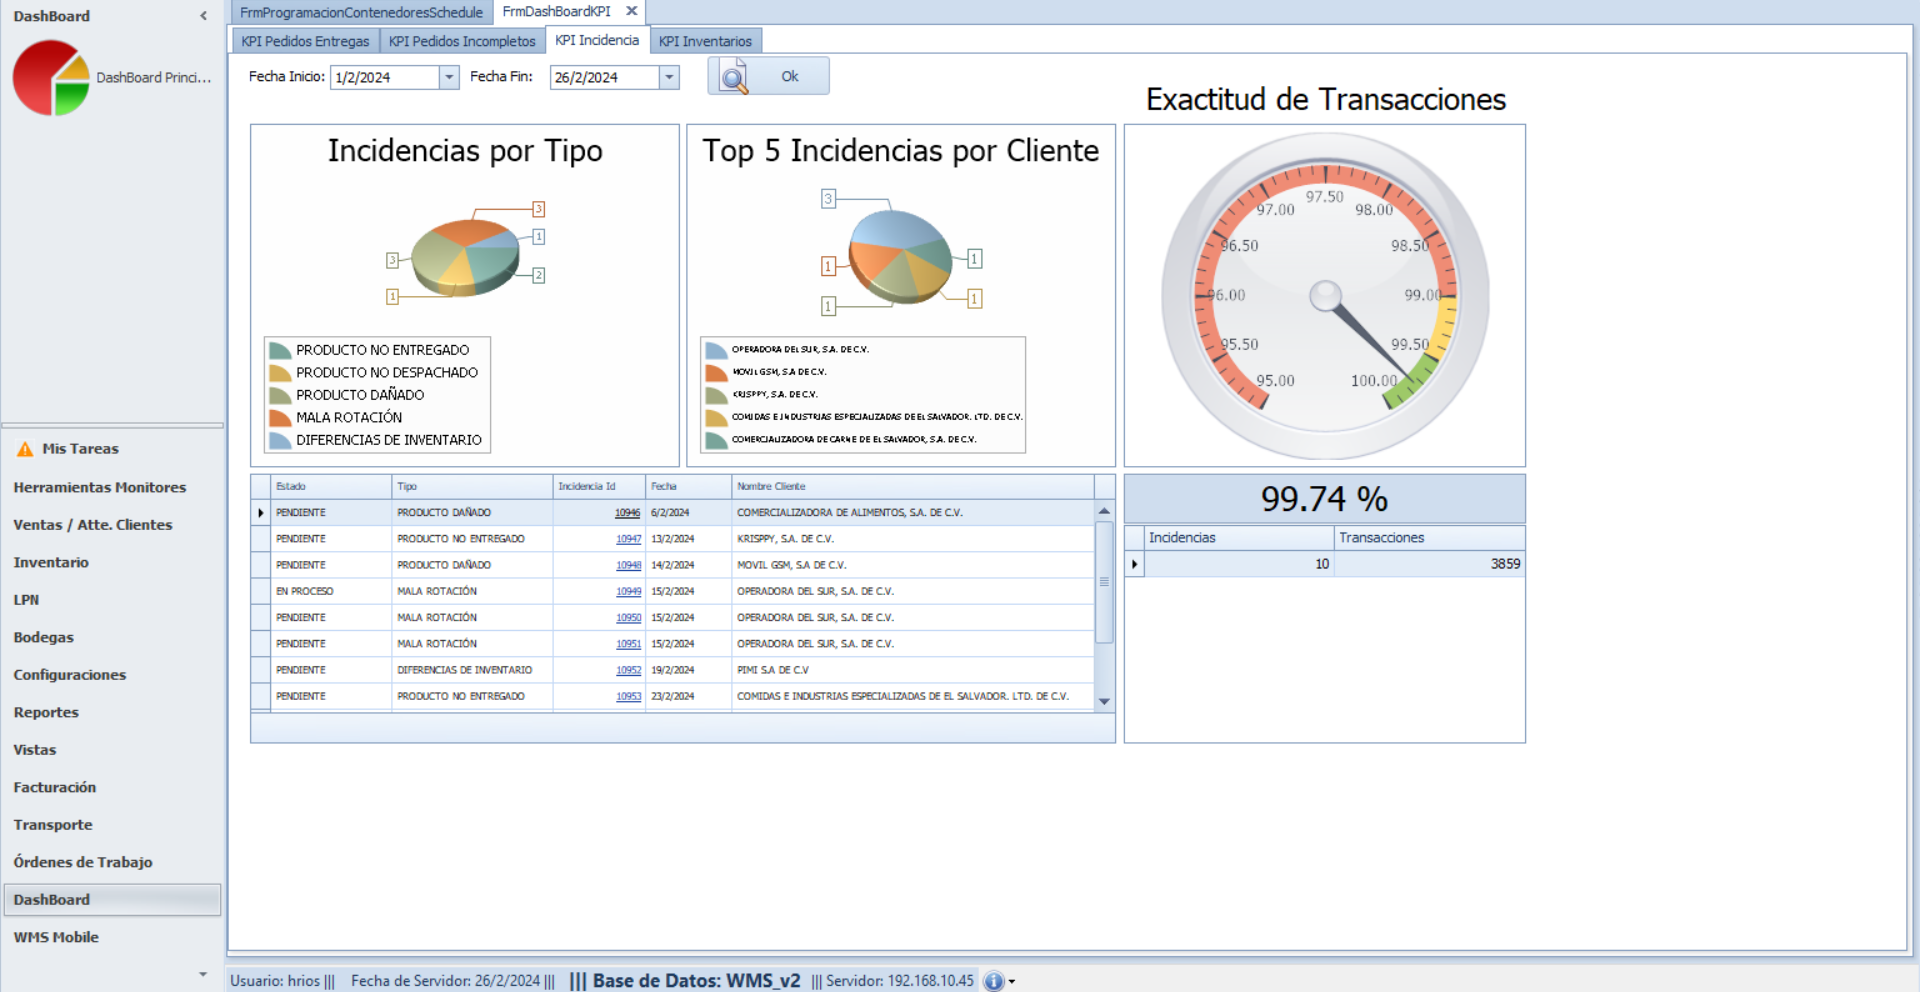 DashBoard
DashBoard Princi...
FrmProgramacionContenedoresSchedule
FrmDashBoardKPI
KPI Pedidos Entregas
KPI Pedidos Incompletos
KPI Incidencia
KPI Inventarios
Fecha Inicio: 1/2/2024 Fecha Fin: 26/2/2024 Ok
Incidencias por Tipo
3
1
3
2
1
PRODUCTO NO ENTREGADO
PRODUCTO NO DESPACHADO
PRODUCTO DAÑADO
MALA ROTACIÓN
DIFERENCIAS DE INVENTARIO
Top 5 Incidencias por Cliente
3
1
1
1
1
OPERADORA DEL SUR, S.A. DE C.V.
MOVIL GSM, S.A DE C.V.
KRISPPY, S.A. DE C.V.
COMIDAS E INDUSTRIAS ESPECIALIZADAS DE EL SALVADOR. LTD. DE C.V.
COMERCIALIZADORA DE CARNE DE EL SALVADOR, S.A. DE C.V.
Exactitud de Transacciones
95.00
95.50
96.00
96.50
97.00
97.50
98.00
98.50
99.00
99.50
100.00
Estado Tipo Incidencia Id Fecha Nombre Cliente
PENDIENTE PRODUCTO DAÑADO 10946 6/2/2024 COMERCIALIZADORA DE ALIMENTOS, S.A. DE C.V.
PENDIENTE PRODUCTO NO ENTREGADO 10947 13/2/2024 KRISPPY, S.A. DE C.V.
PENDIENTE PRODUCTO DAÑADO 10948 14/2/2024 MOVIL GSM, S.A DE C.V.
EN PROCESO MALA ROTACIÓN 10949 15/2/2024 OPERADORA DEL SUR, S.A. DE C.V.
PENDIENTE MALA ROTACIÓN 10950 15/2/2024 OPERADORA DEL SUR, S.A. DE C.V.
PENDIENTE MALA ROTACIÓN 10951 15/2/2024 OPERADORA DEL SUR, S.A. DE C.V.
PENDIENTE DIFERENCIAS DE INVENTARIO 10952 19/2/2024 PIMI S.A DE C.V
PENDIENTE PRODUCTO NO ENTREGADO 10953 23/2/2024 COMIDAS E INDUSTRIAS ESPECIALIZADAS DE EL SALVADOR. LTD. DE C.V.
99.74 %
Incidencias Transacciones
10 3859
Mis Tareas
Herramientas Monitores
Ventas / Atte. Clientes
Inventario
LPN
Bodegas
Configuraciones
Reportes
Vistas
Facturación
Transporte
Órdenes de Trabajo
DashBoard
WMS Mobile
Usuario: hrios ||| Fecha de Servidor: 26/2/2024 ||| ||| Base de Datos: WMS_v2 ||| Servidor: 192.168.10.45